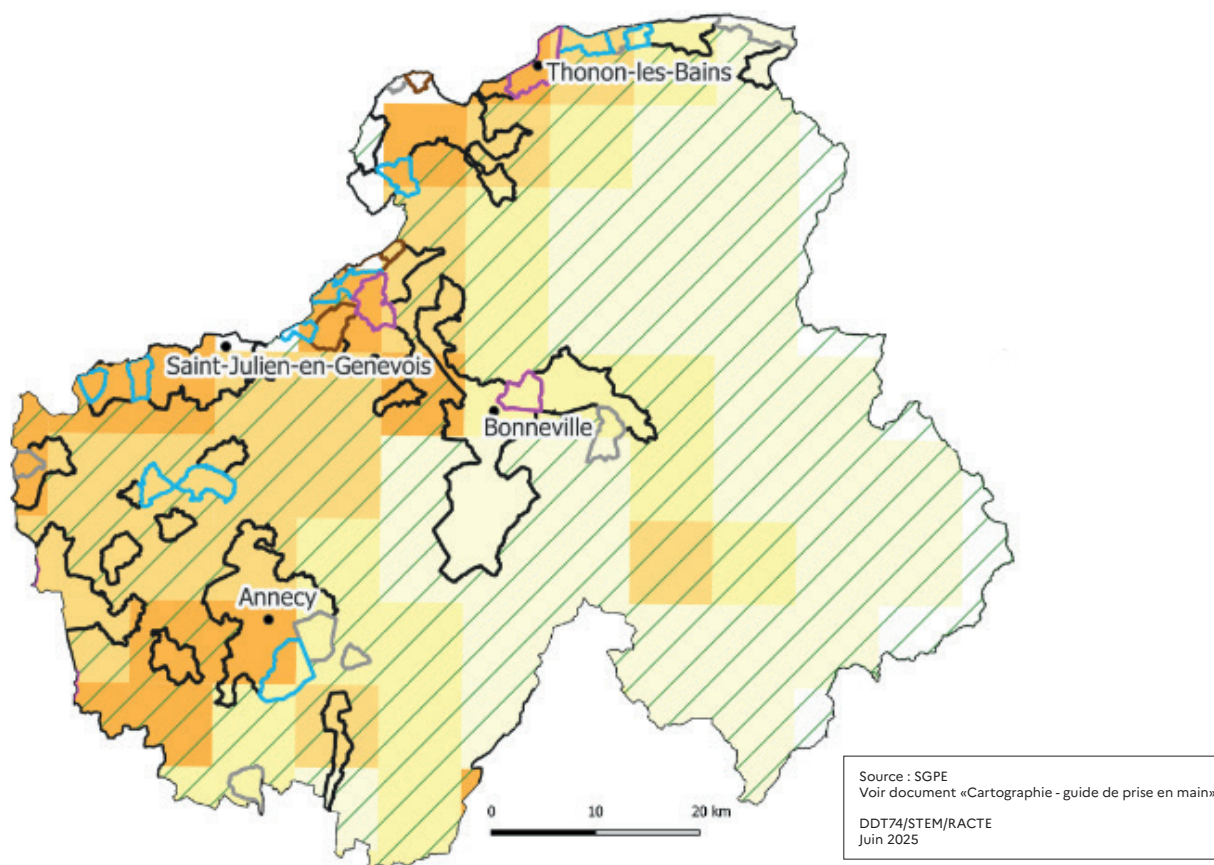 Thonon-les-Bains
Saint-Julien-en-Genevois
Bonneville
Annecy
0 10 20 km
Source : SGPE
Voir document «Cartographie - guide de prise en main»
DDT74/STEM/RACTE
Juin 2025